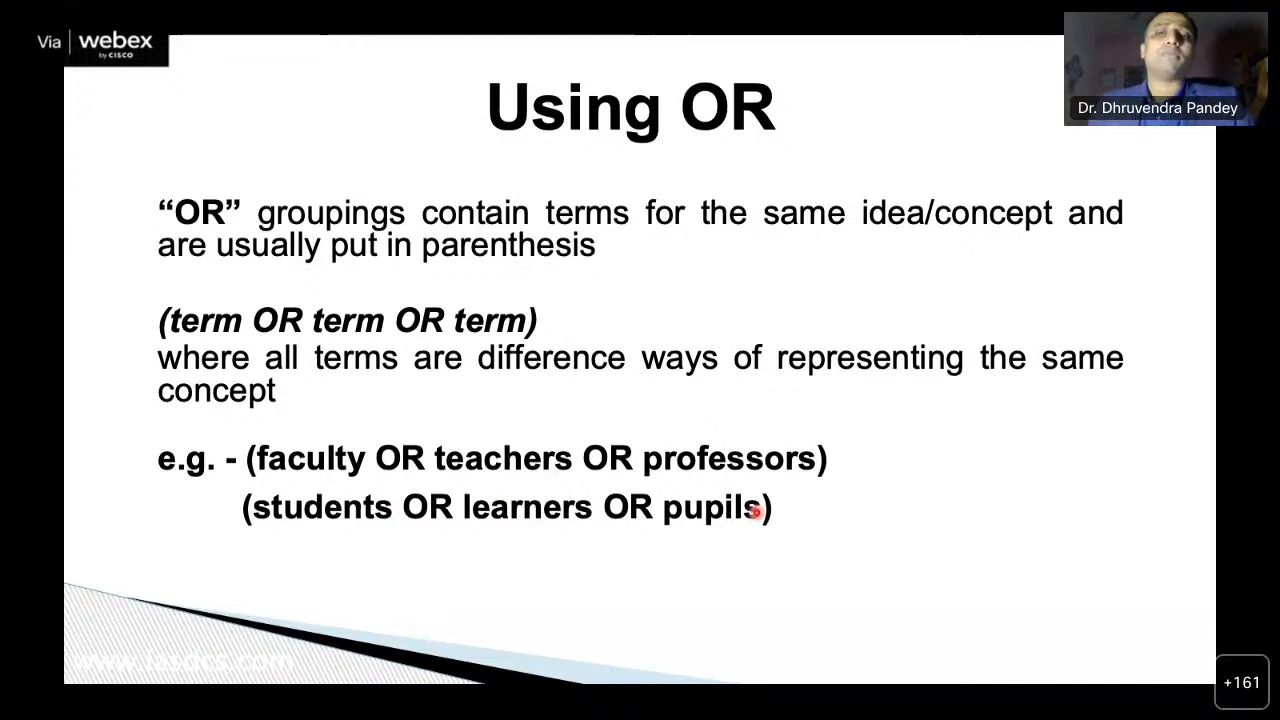 Via webex
by CISCO
Dr. Dhruvendra Pandey
Using OR
“OR” groupings contain terms for the same idea/concept and
are usually put in parenthesis
(term OR term OR term)
where all terms are difference ways of representing the same
concept
e.g. - (faculty OR teachers OR professors)
(students OR learners OR pupils)
+161